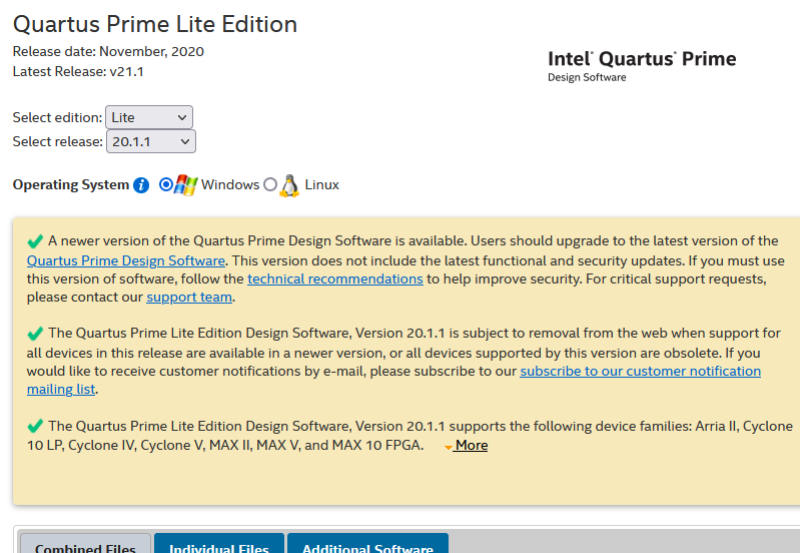 Quartus Prime Lite Edition
Release date: November, 2020
Latest Release: v21.1
Intel® Quartus® Prime
Design Software
Select edition: Lite
Select release: 20.1.1
Operating System i Windows Linux
A newer version of the Quartus Prime Design Software is available. Users should upgrade to the latest version of the
Quartus Prime Design Software. This version does not include the latest functional and security updates. If you must use
this version of software, follow the technical recommendations to help improve security. For critical support requests,
please contact our support team.
The Quartus Prime Lite Edition Design Software, Version 20.1.1 is subject to removal from the web when support for
all devices in this release are available in a newer version, or all devices supported by this version are obsolete. If you
would like to receive customer notifications by e-mail, please subscribe to our subscribe to our customer notification
mailing list.
The Quartus Prime Lite Edition Design Software, Version 20.1.1 supports the following device families: Arria II, Cyclone
10 LP, Cyclone IV, Cyclone V, MAX II, MAX V, and MAX 10 FPGA. More
Combined Files Individual Files Additional Software